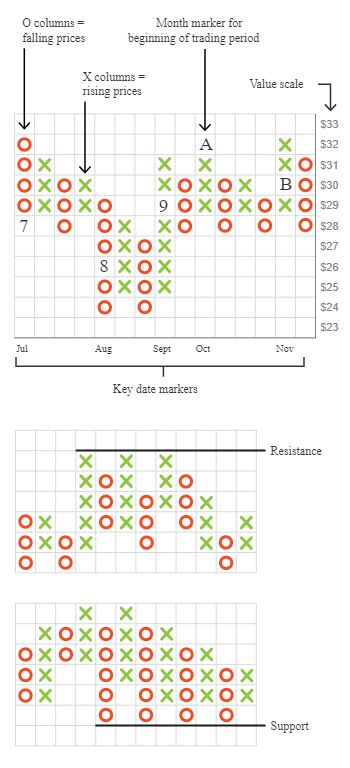 O columns =
falling prices
Month marker for
beginning of trading period
X columns =
rising prices
Value scale
$33
A $32
$31
B $30
9 $29
7 $28
$27
8 $26
$25
$24
$23
Jul Aug Sept Oct Nov
Key date markers
Resistance
Support